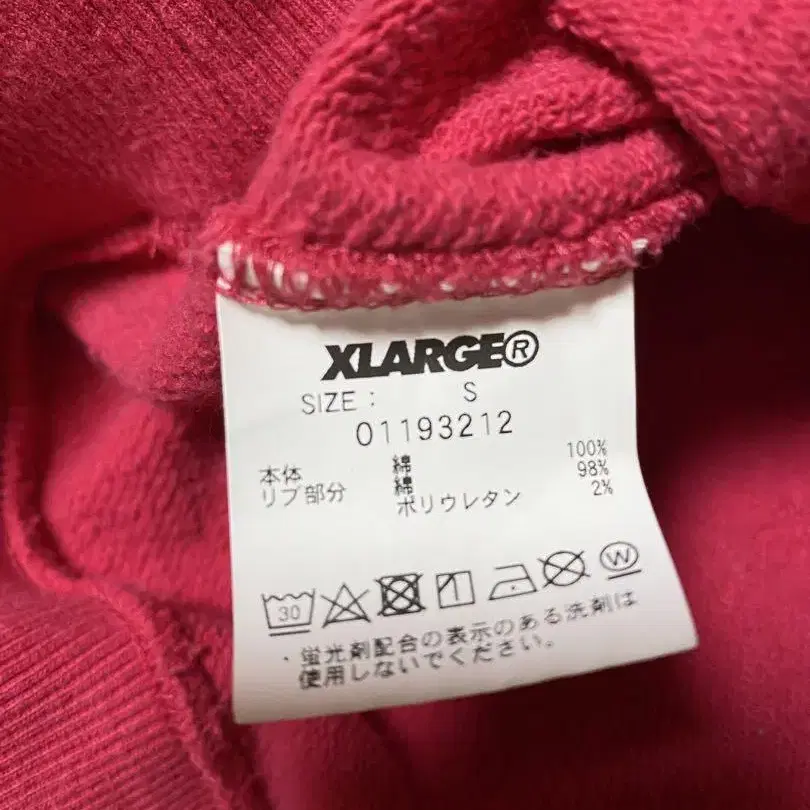 XLARGE®
SIZE : S
01193212
本体 綿 100%
リブ部分 綿 98%
ポリウレタン 2%
30 W
・蛍光剤配合の表示のある洗剤は
使用しないでください。